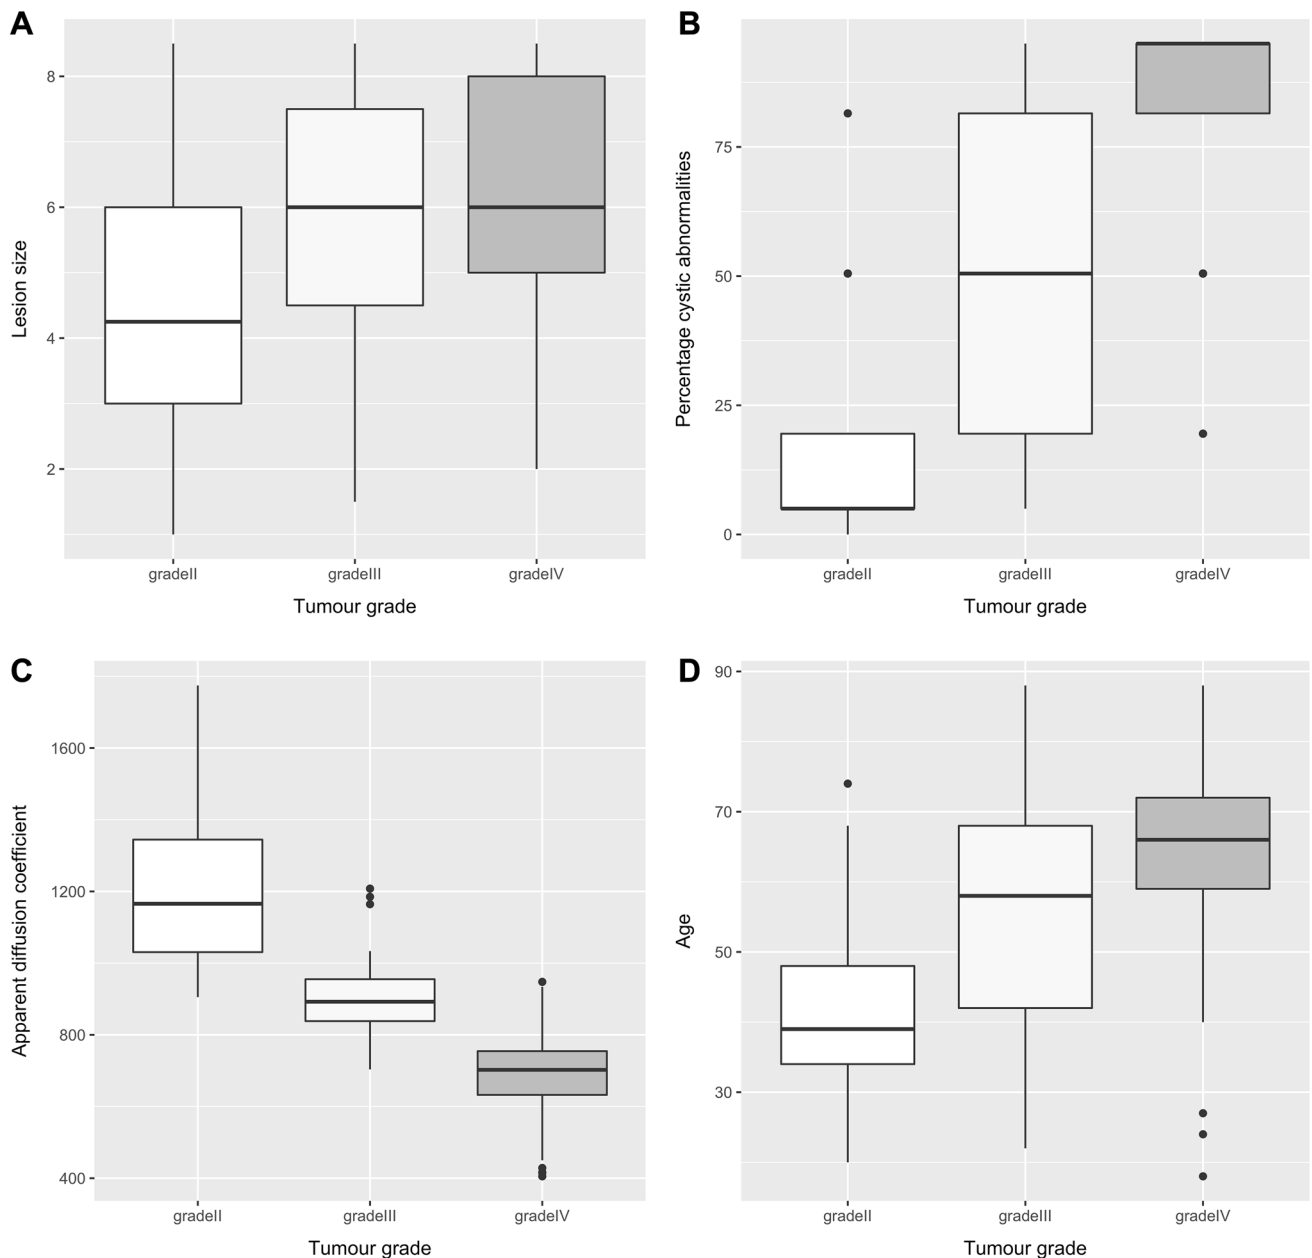 A
Lesion size
8
6
4
2
gradeII gradeIII gradeIV
Tumour grade
B
Percentage cystic abnormalities
75
50
25
0
gradeII gradeIII gradeIV
Tumour grade
C
Apparent diffusion coefficient
1600
1200
800
400
gradeII gradeIII gradeIV
Tumour grade
D
Age
90
70
50
30
gradeII gradeIII gradeIV
Tumour grade